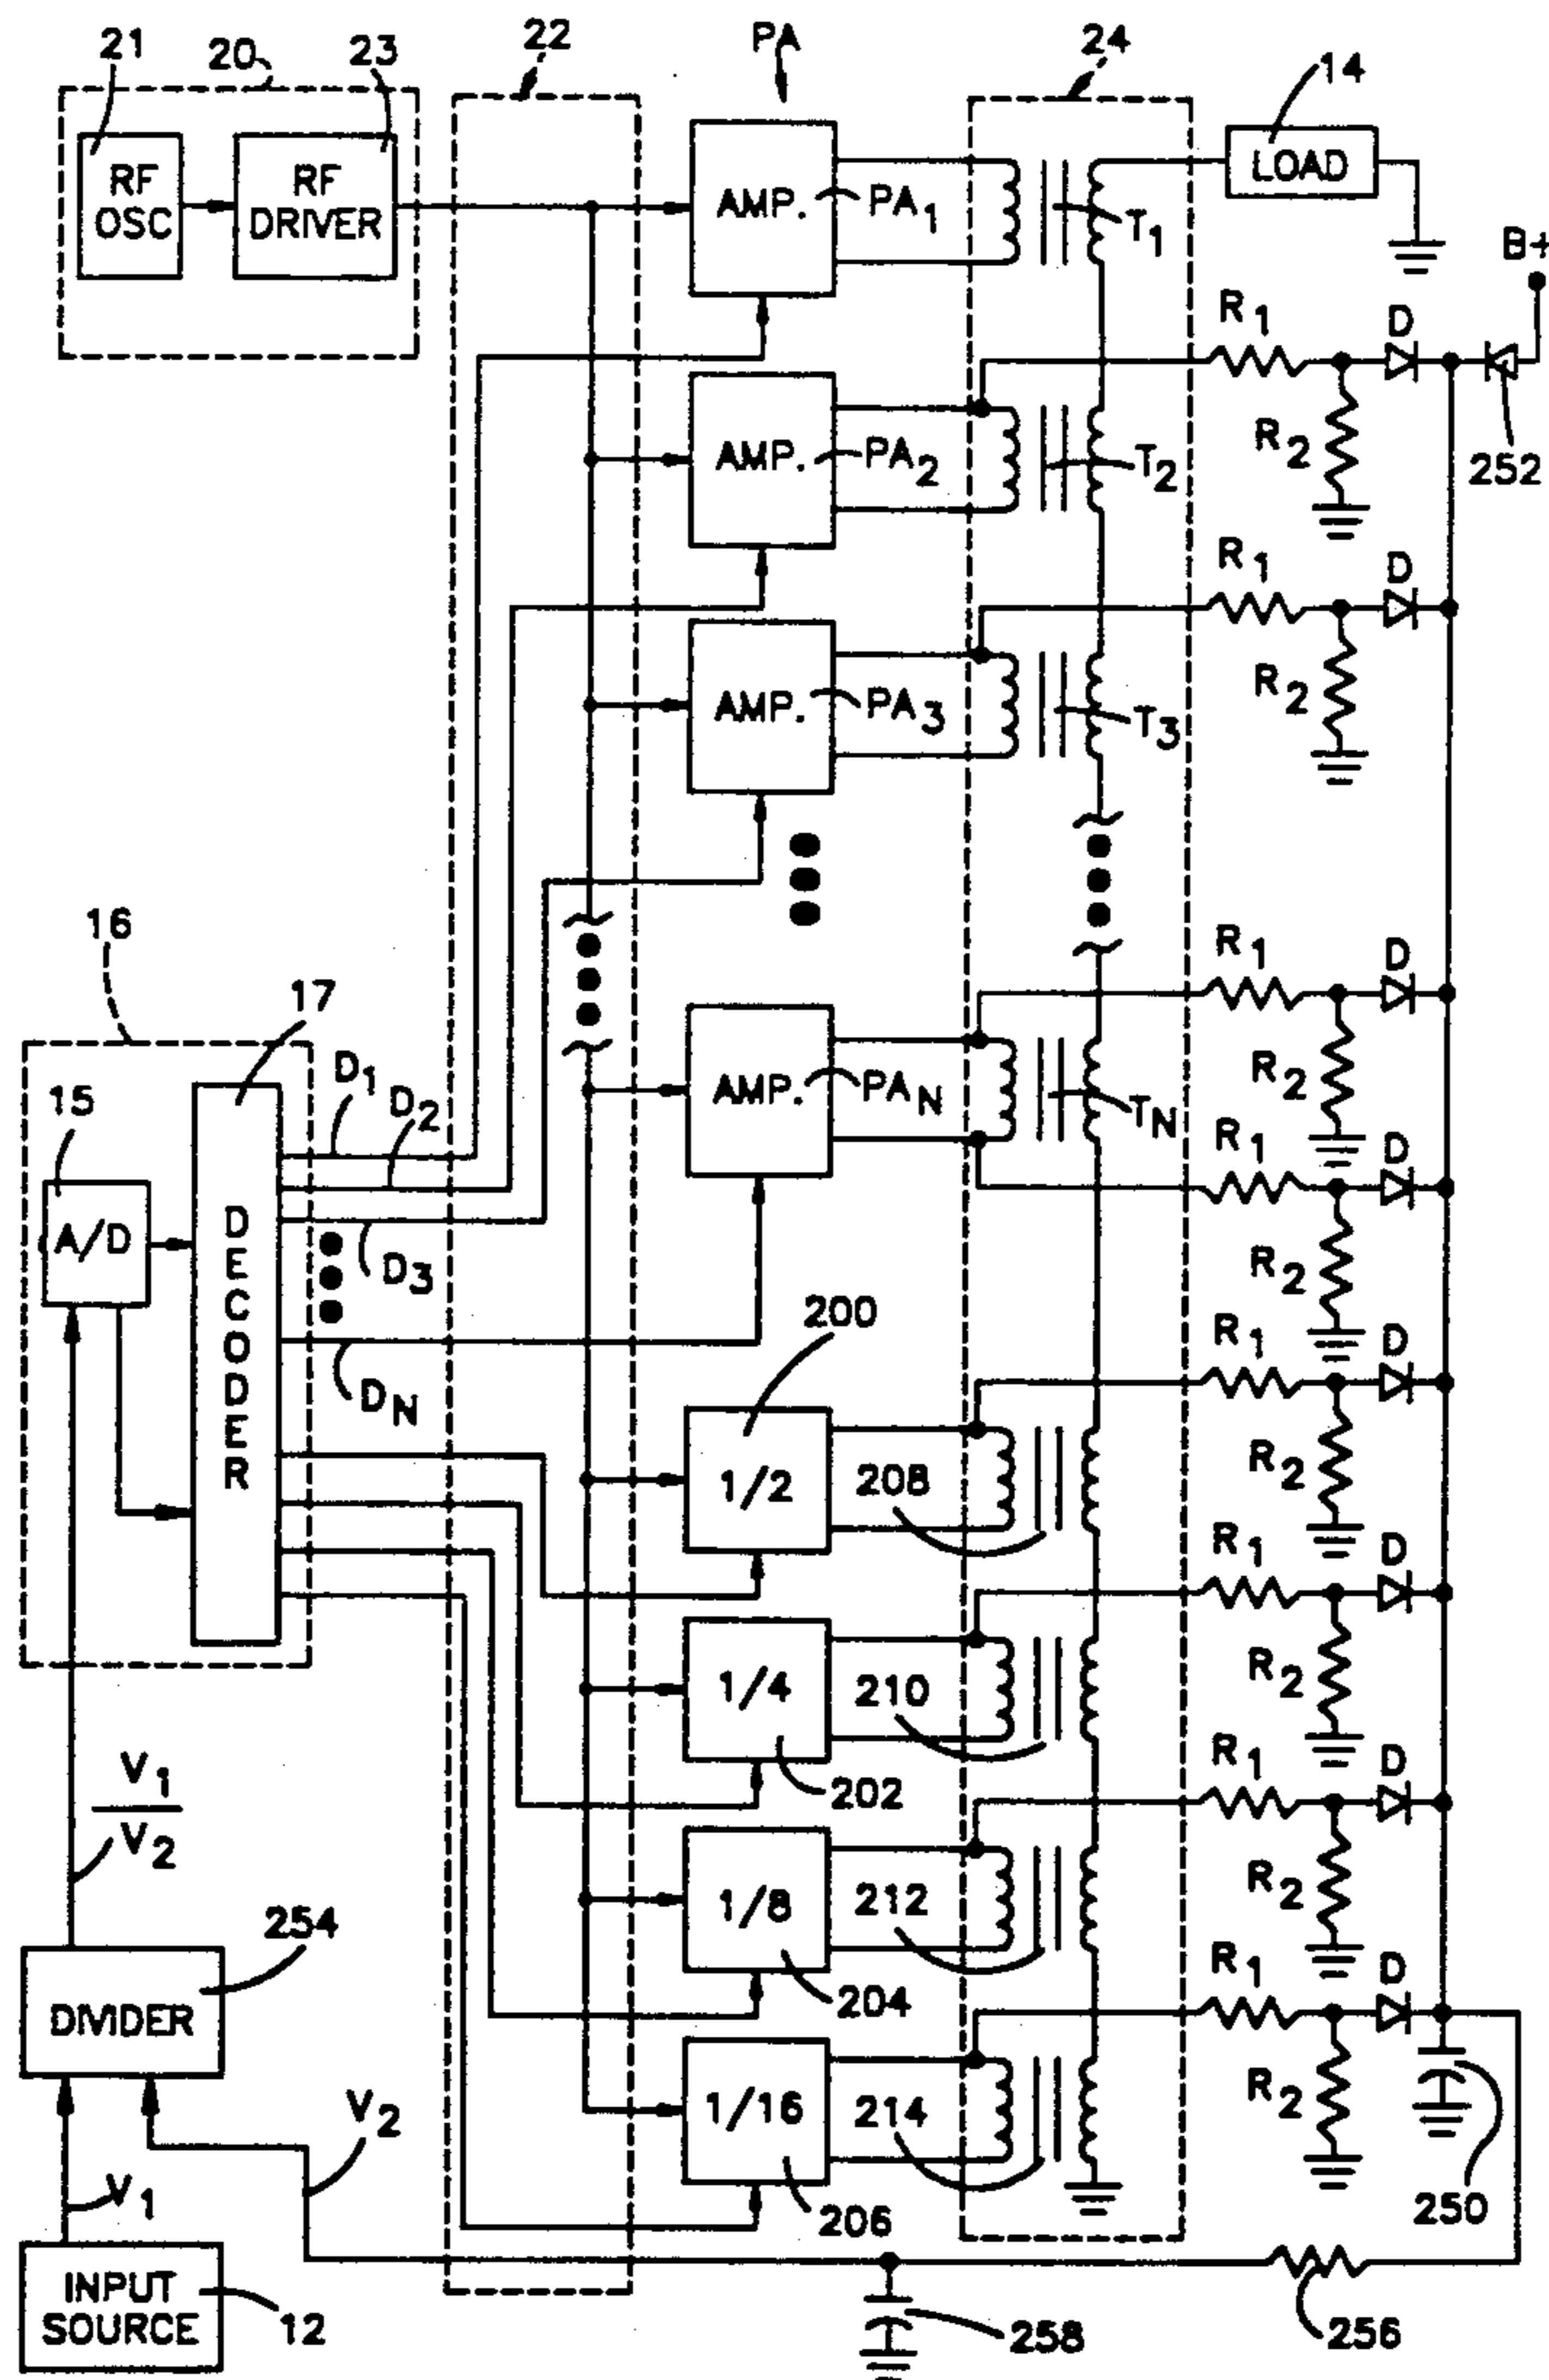 21
20
23
22
PA
24
14
RF
OSC
RF
DRIVER
AMP.
PA1
T1
LOAD
B+
R1
D
R2
252
AMP.
PA2
T2
R1
D
R2
AMP.
PA3
T3
16
17
15
A/D
DECODER
D1
D2
D3
DN
AMP.
PAN
TN
R1
D
R2
R1
D
R2
200
1/2
208
R1
D
R2
1/4
210
202
R1
D
R2
1/8
212
204
R1
D
R2
1/16
214
206
R1
D
R2
250
V1
V2
254
DIVIDER
V2
V1
INPUT
SOURCE
12
258
256